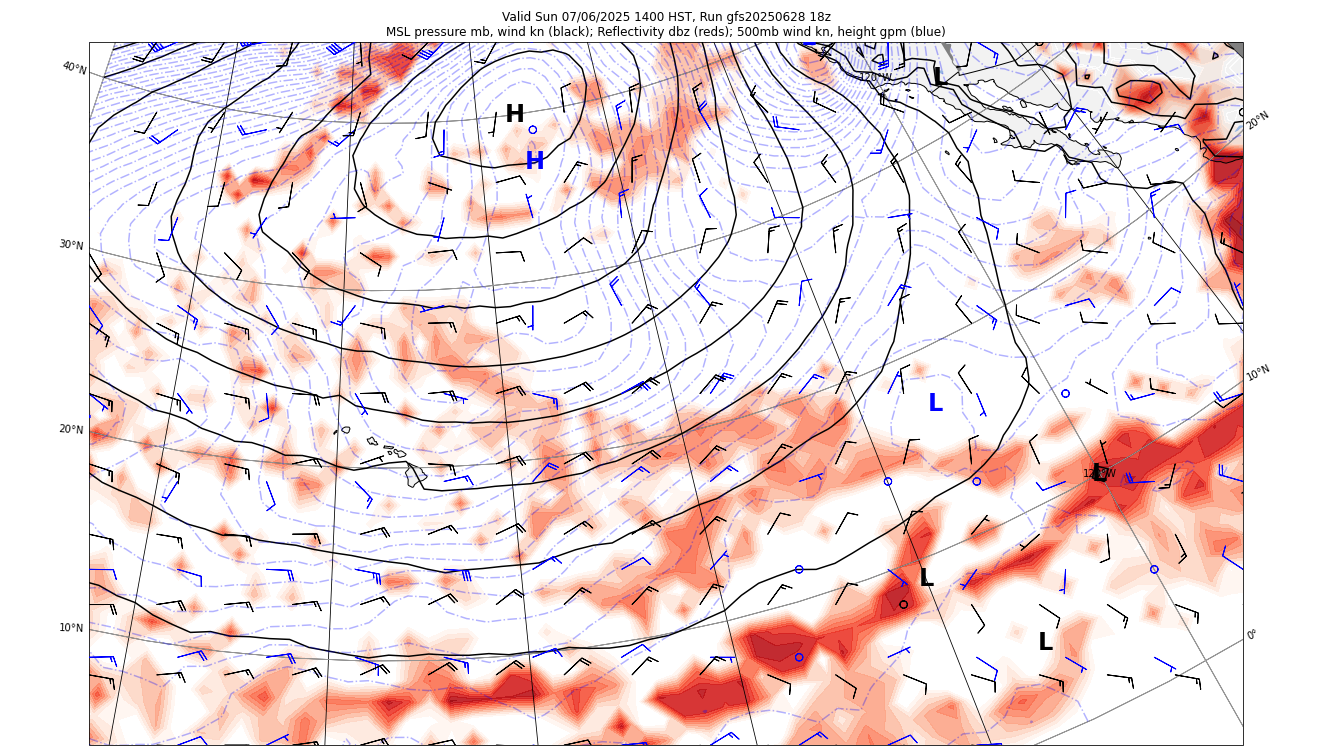 Valid Sun 07/06/2025 1400 HST, Run gfs20250628 18z
MSL pressure mb, wind kn (black); Reflectivity dbz (reds); 500mb wind kn, height gpm (blue)
40°N
120°W
L
20°N
H
H
30°N
10°N
L
20°N
L
L
10°N
L
0°